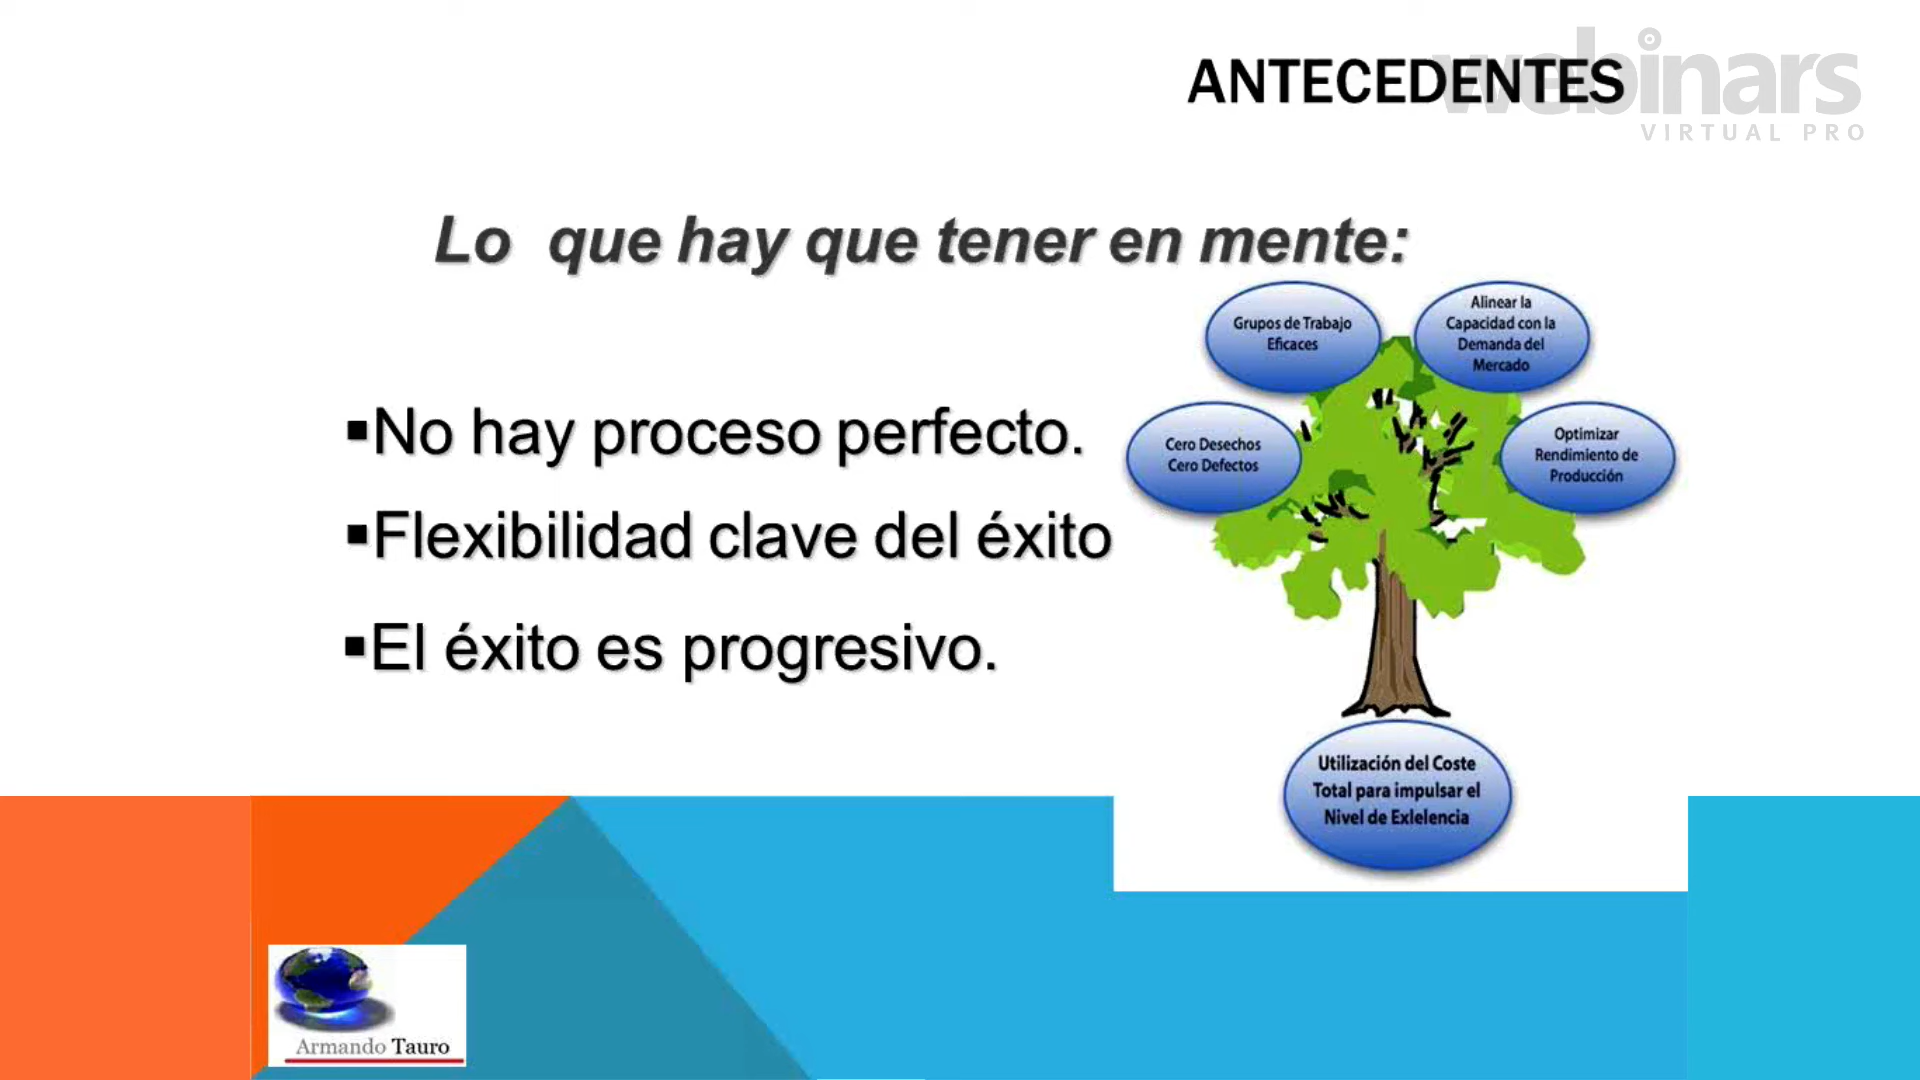 ANTECEDENTES
webinars
VIRTUAL PRO
Lo que hay que tener en mente:
▪No hay proceso perfecto.
▪Flexibilidad clave del éxito
▪El éxito es progresivo.
Grupos de Trabajo
Eficaces
Alinear la
Capacidad con la
Demanda del
Mercado
Cero Desechos
Cero Defectos
Optimizar
Rendimiento de
Producción
Utilización del Coste
Total para impulsar el
Nivel de Exlelencia
Armando Tauro